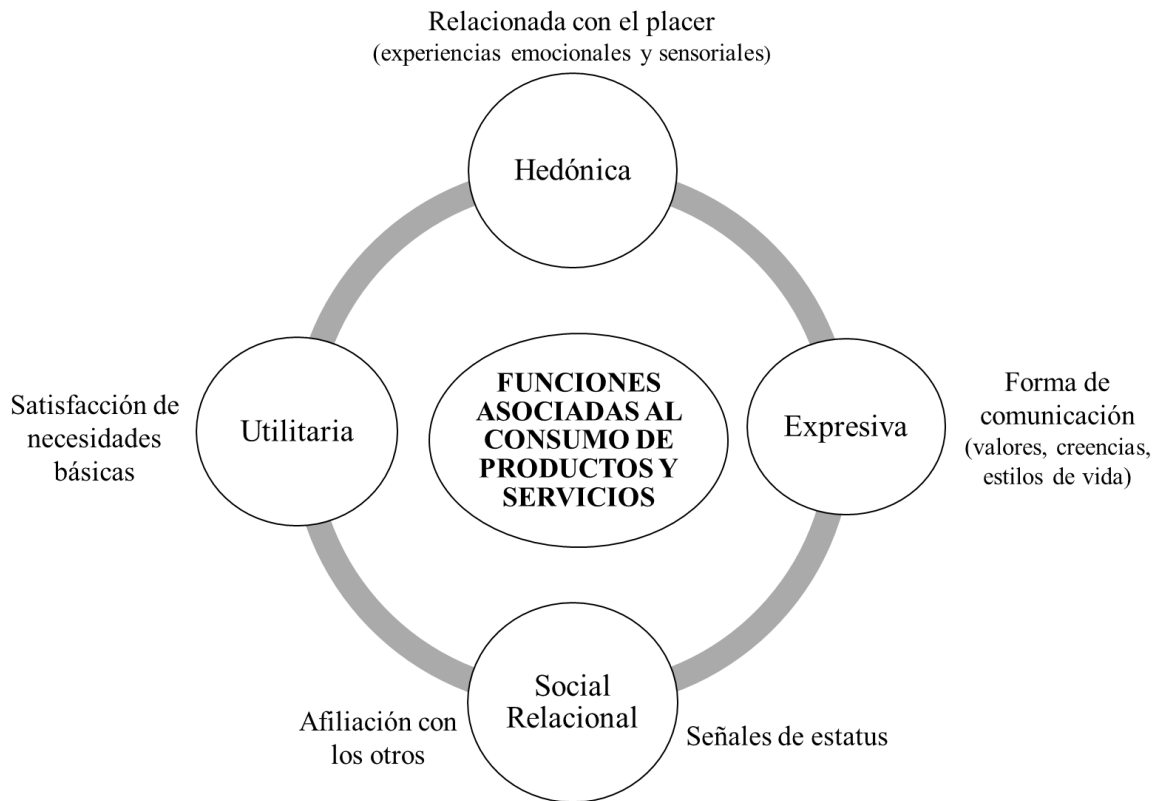 Relacionada con el placer
(experiencias emocionales y sensoriales)
Hedónica
Satisfacción de
necesidades
básicas
Utilitaria
FUNCIONES
ASOCIADAS AL
CONSUMO DE
PRODUCTOS Y
SERVICIOS
Expresiva
Forma de
comunicación
(valores, creencias,
estilos de vida)
Afiliación con
los otros
Social
Relacional
Señales de estatus